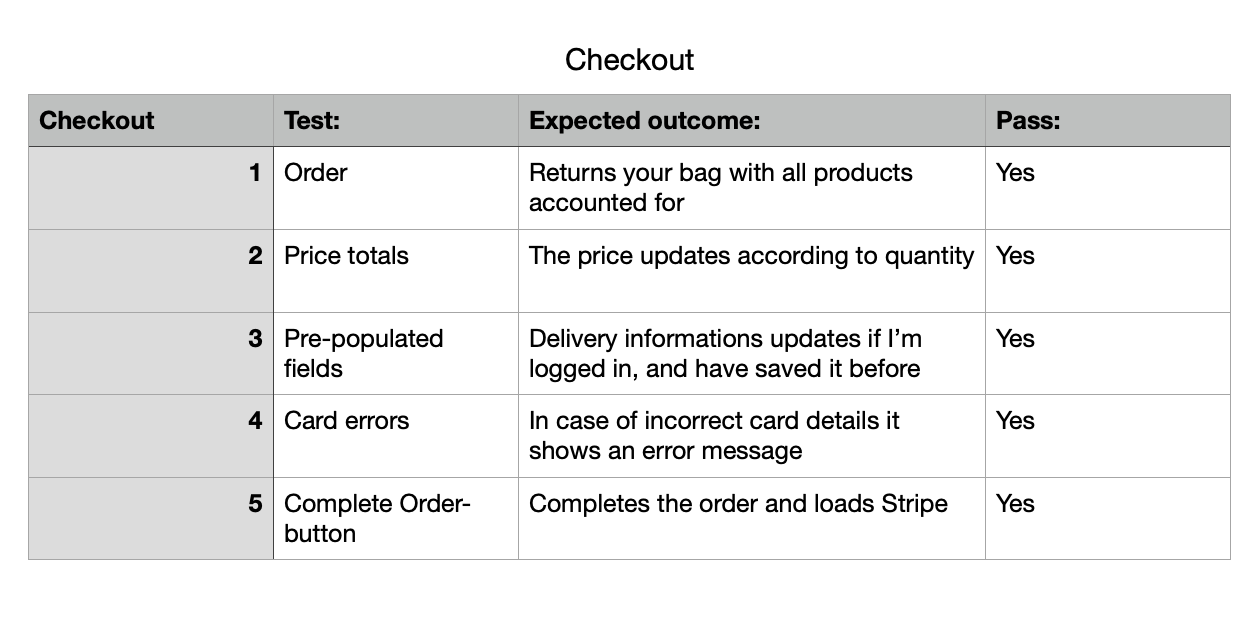 Checkout
Checkout Test: Expected outcome: Pass:
1 Order Returns your bag with all products accounted for Yes
2 Price totals The price updates according to quantity Yes
3 Pre-populated fields Delivery informations updates if I’m logged in, and have saved it before Yes
4 Card errors In case of incorrect card details it shows an error message Yes
5 Complete Order-button Completes the order and loads Stripe Yes